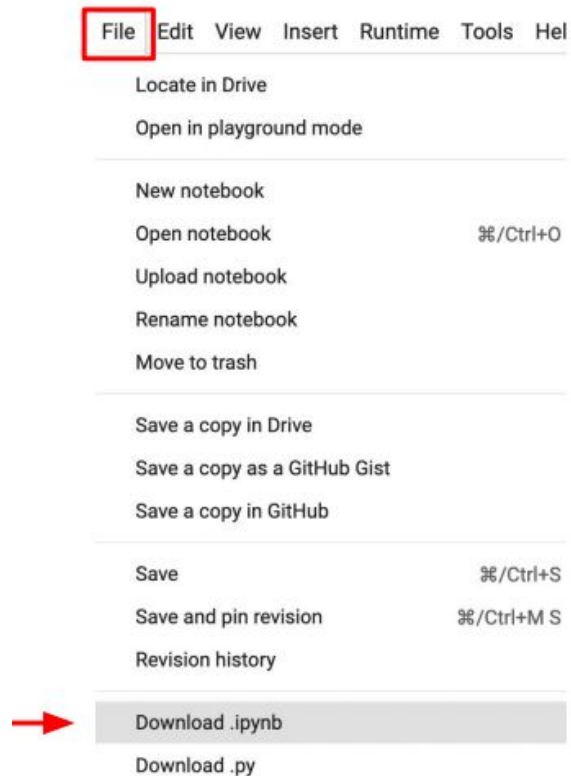 File Edit View Insert Runtime Tools Hel
Locate in Drive
Open in playground mode
New notebook
Open notebook ⌘/Ctrl+O
Upload notebook
Rename notebook
Move to trash
Save a copy in Drive
Save a copy as a GitHub Gist
Save a copy in GitHub
Save ⌘/Ctrl+S
Save and pin revision ⌘/Ctrl+M S
Revision history
Download .ipynb
Download .py